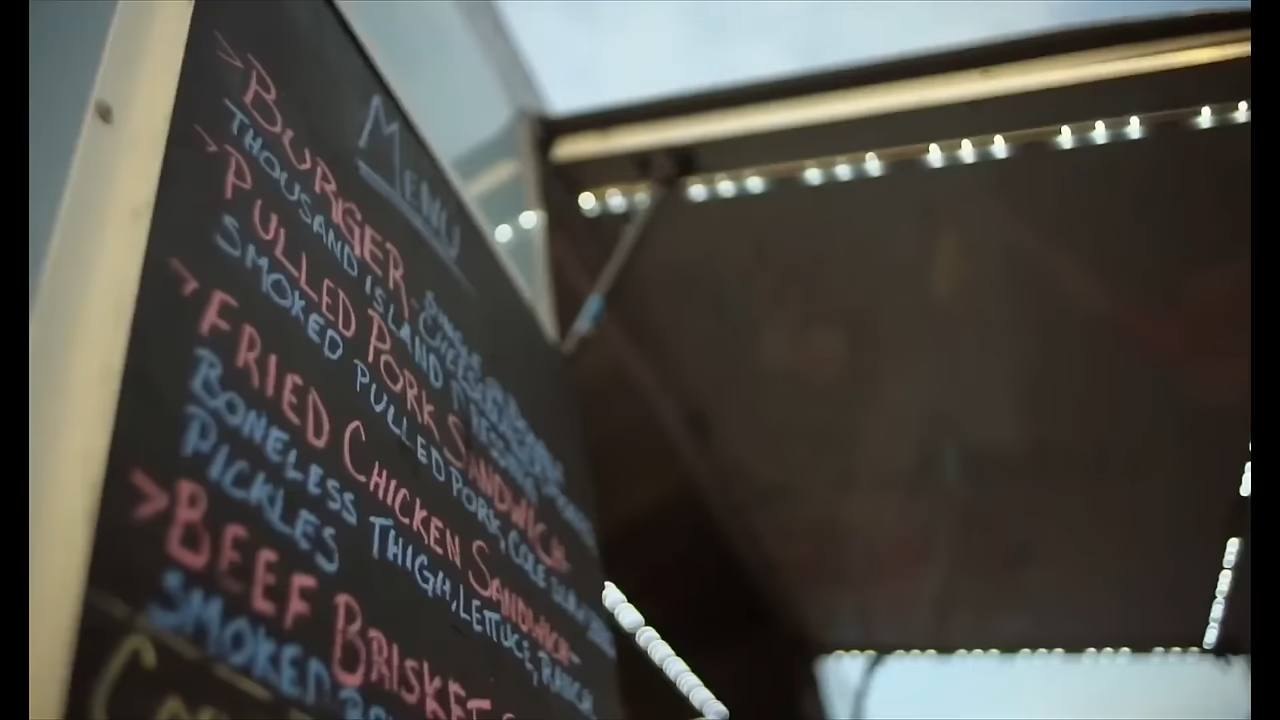 MENU
> BURGER-
THOUSAND ISLAND
> PULLED PORK SANDWICH
SMOKED PULLED PORK, COLE SLAW
> FRIED CHICKEN SANDWICH-
BONELESS THIGH, LETTUCE, RANCH
PICKLES
> BEEF BRISKET
SMOKED